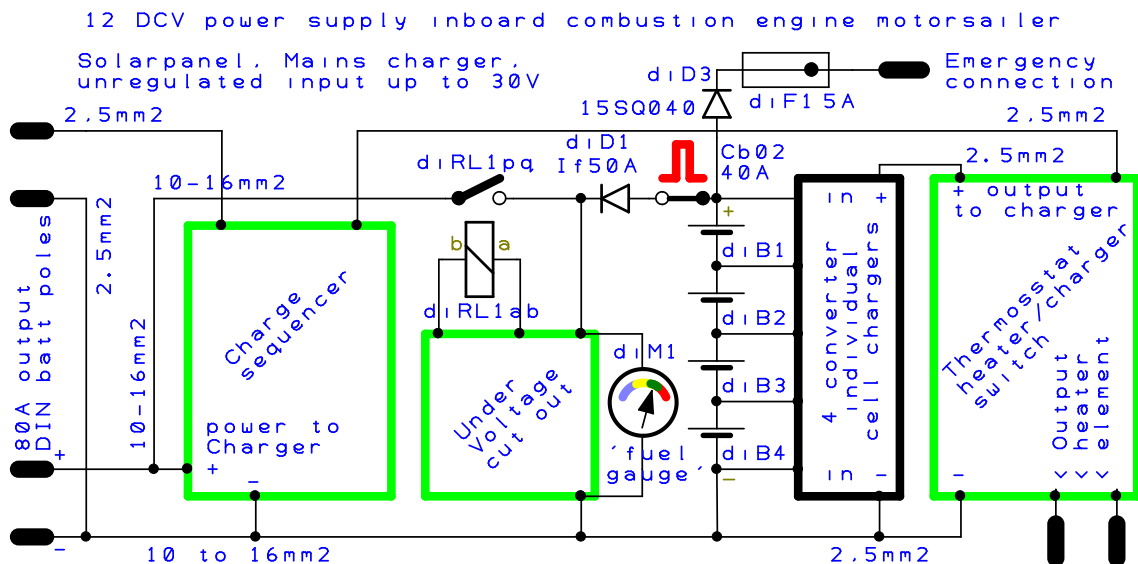 12 DCV power supply inboard combustion engine motorsailer
Solarpanel. Mains charger.
unregulated input up to 30V
diD3
Emergency
connection
diF1 5A
15SQ040
2.5mm2
2.5mm2
diD1
If50A
diRL1pq
Cb02
40A
2.5mm2
10-16mm2
+ output
to charger
in +
+
b a
2.5mm2
diB1
diRL1ab
diB2
diM1
diB3
diB4
Charge
sequencer
Under
Voltage
cut out
4 converter
individual
cell chargers
Thermosstat
heater/charger
switch
80A output
DIN batt poles
10-16mm2
power to
Charger
+
+
-
'fuel
gauge'
-
in -
-
< Output
< heater
< element
-
10 to 16mm2
2.5mm2